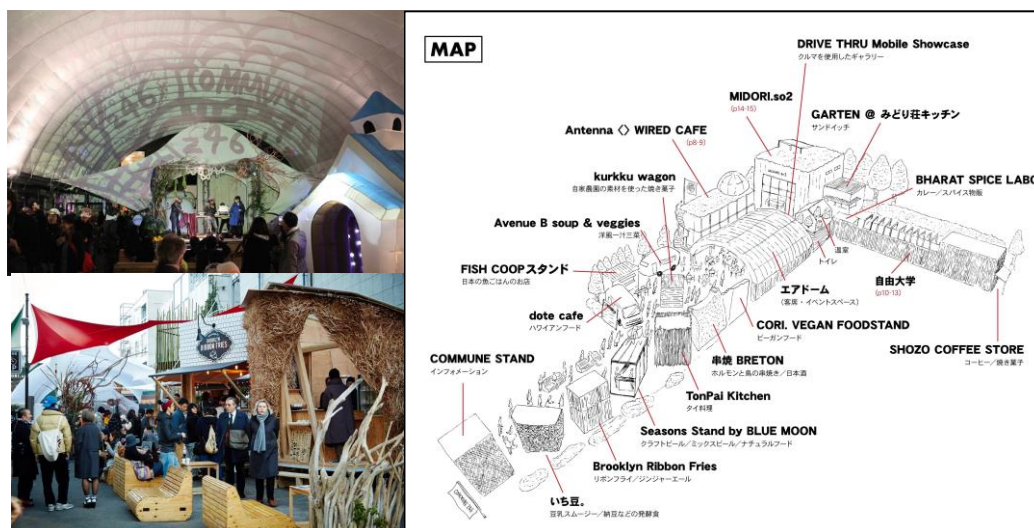 COMMUNE
246
RIBBON FRIES
MAP
DRIVE THRU Mobile Showcase
クルマを使用したギャラリー
MIDORI.so2
(p14-15)
GARTEN @ みどり荘キッチン
サンドイッチ
Antenna <> WIRED CAFE
(p8-9)
BHARAT SPICE LABO
カレー/スパイス物販
kurkku wagon
自家農園の素材を使った焼き菓子
Avenue B soup & veggies
洋風一汁三菜
温室
トイレ
FISH COOPスタンド
日本の魚ごはんのお店
自由大学
(p10-13)
エアドーム
(客席・イベントスペース)
dote cafe
ハワイアンフード
CORI. VEGAN FOODSTAND
ビーガンフード
SHOZO COFFEE STORE
コーヒー/焼き菓子
COMMUNE STAND
インフォメーション
串焼 BRETON
ホルモンと鳥の串焼き/日本酒
TonPai Kitchen
タイ料理
Seasons Stand by BLUE MOON
クラフトビール/ミックスビール/ナチュラルフード
Brooklyn Ribbon Fries
リボンフライ/ジンジャーエール
いち豆。
豆乳スムージー/納豆などの発酵食